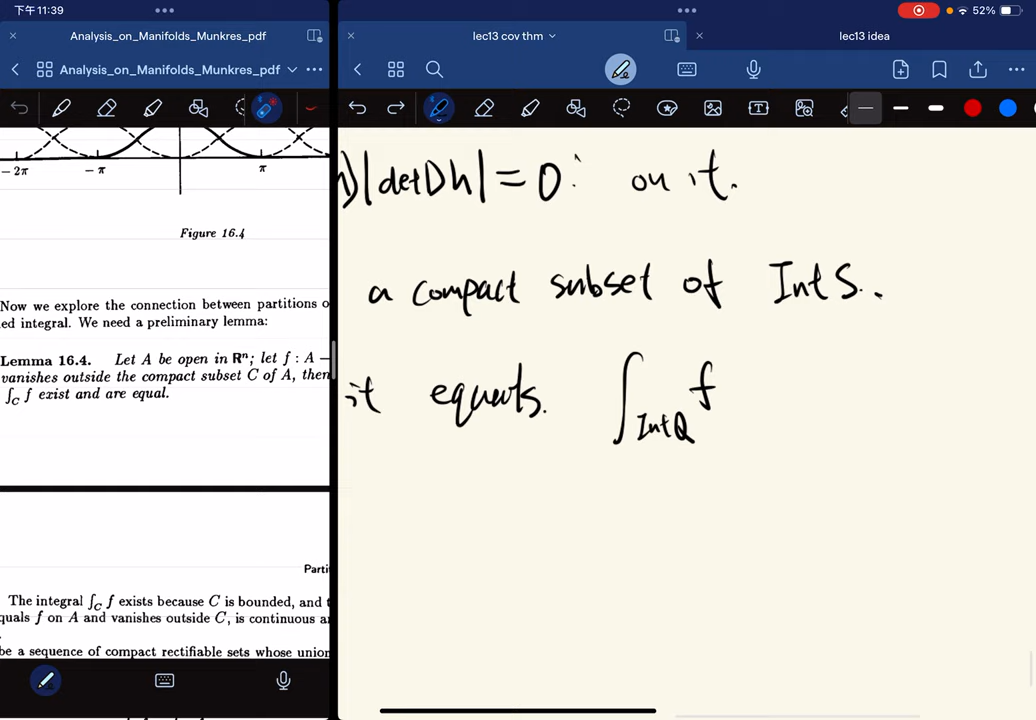 下午11:39
52%
Analysis_on_Manifolds_Munkres_pdf
Analysis_on_Manifolds_Munkres_pdf
-2π
-π
π
Figure 16.4
Now we explore the connection between partitions o
ed integral. We need a preliminary lemma:
Lemma 16.4. Let A be open in Rⁿ; let f : A –
vanishes outside the compact subset C of A, then
∫_C f exist and are equal.
Parti
The integral ∫_C f exists because C is bounded, and t
quals f on A and vanishes outside C, is continuous a
be a sequence of compact rectifiable sets whose union
lec13 cov thm
lec13 idea
)|detDh| = 0 on it.
a compact subset of Int S.
it equals. ∫_{Int Q} f